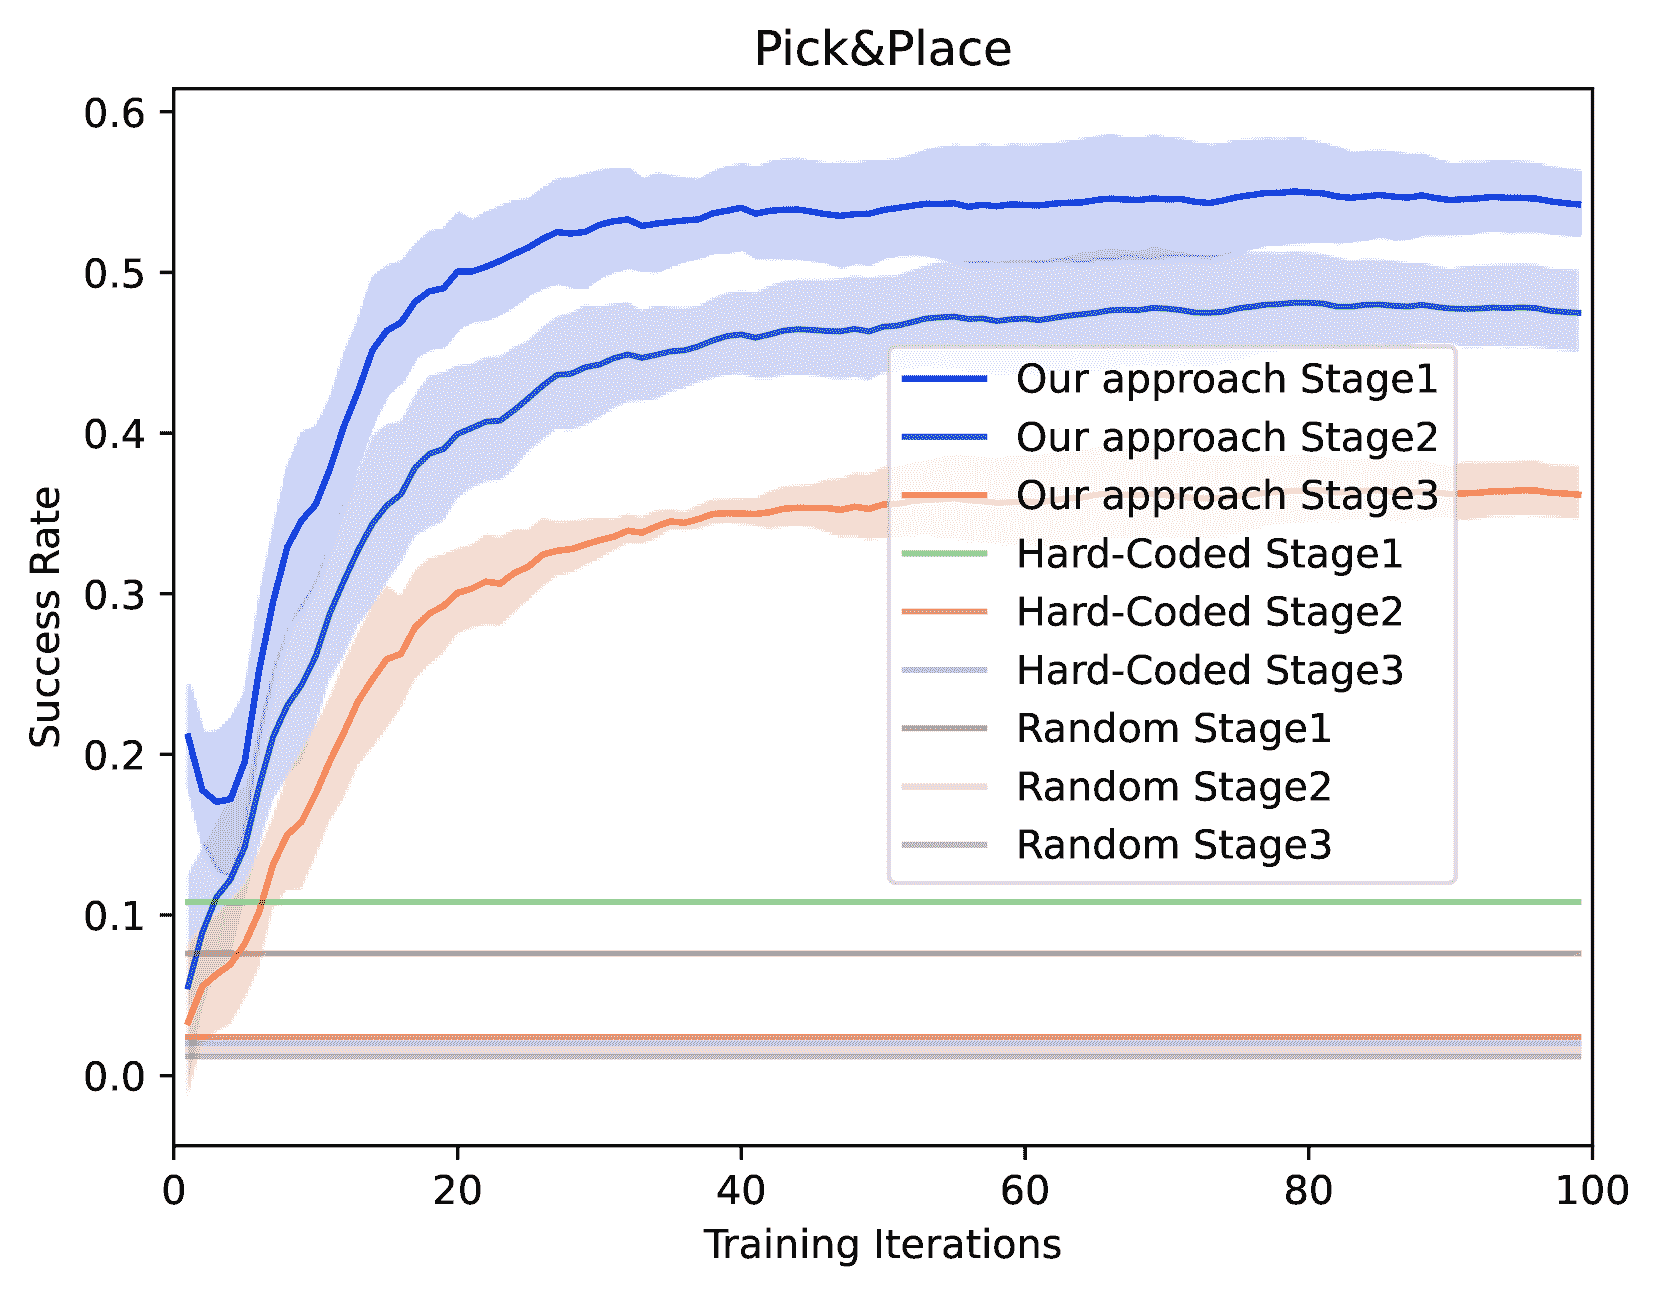 Pick&Place
0.6
0.5
0.4
0.3
0.2
0.1
0.0
Success Rate
Our approach Stage1
Our approach Stage2
Our approach Stage3
Hard-Coded Stage1
Hard-Coded Stage2
Hard-Coded Stage3
Random Stage1
Random Stage2
Random Stage3
0 20 40 60 80 100
Training Iterations